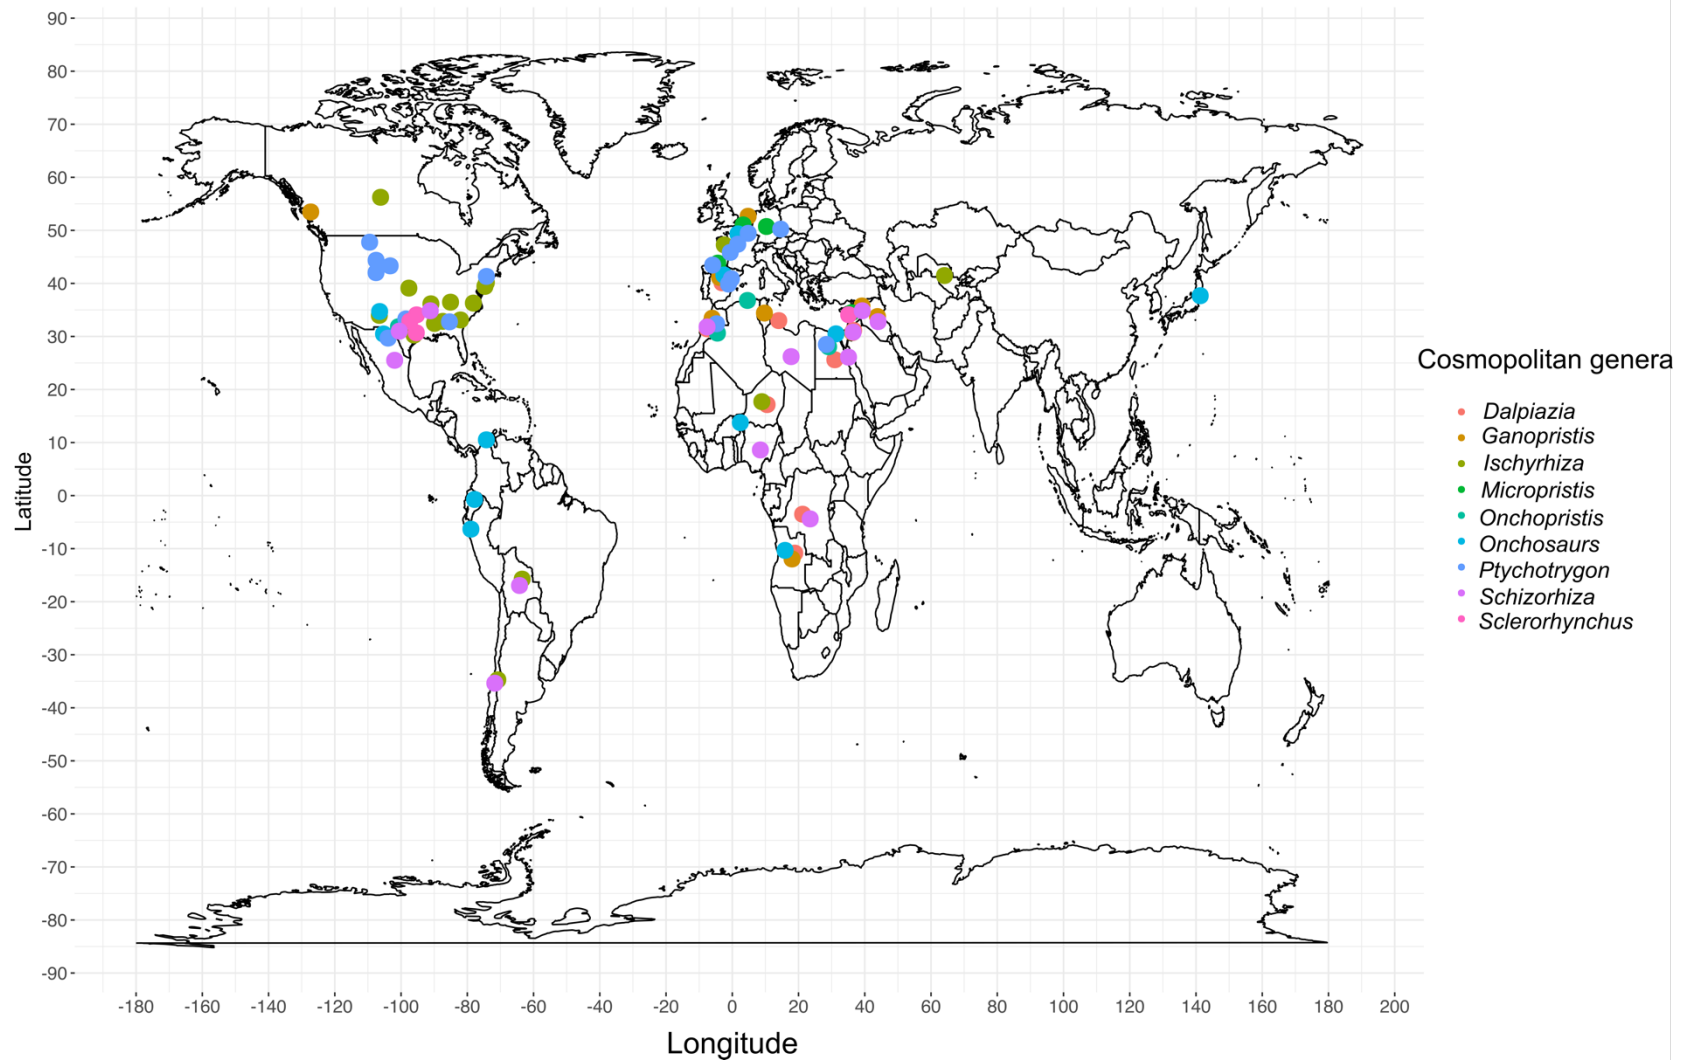 90
80
70
60
50
40
30
20
10
0
-10
-20
-30
-40
-50
-60
-70
-80
-90
Latitude
-180 -160 -140 -120 -100 -80 -60 -40 -20 0 20 40 60 80 100 120 140 160 180 200
Longitude
Cosmopolitan genera
Dalpiazia
Ganopristis
Ischyrhiza
Micropristis
Onchopristis
Onchosaurs
Ptychotrygon
Schizorhiza
Sclerorhynchus